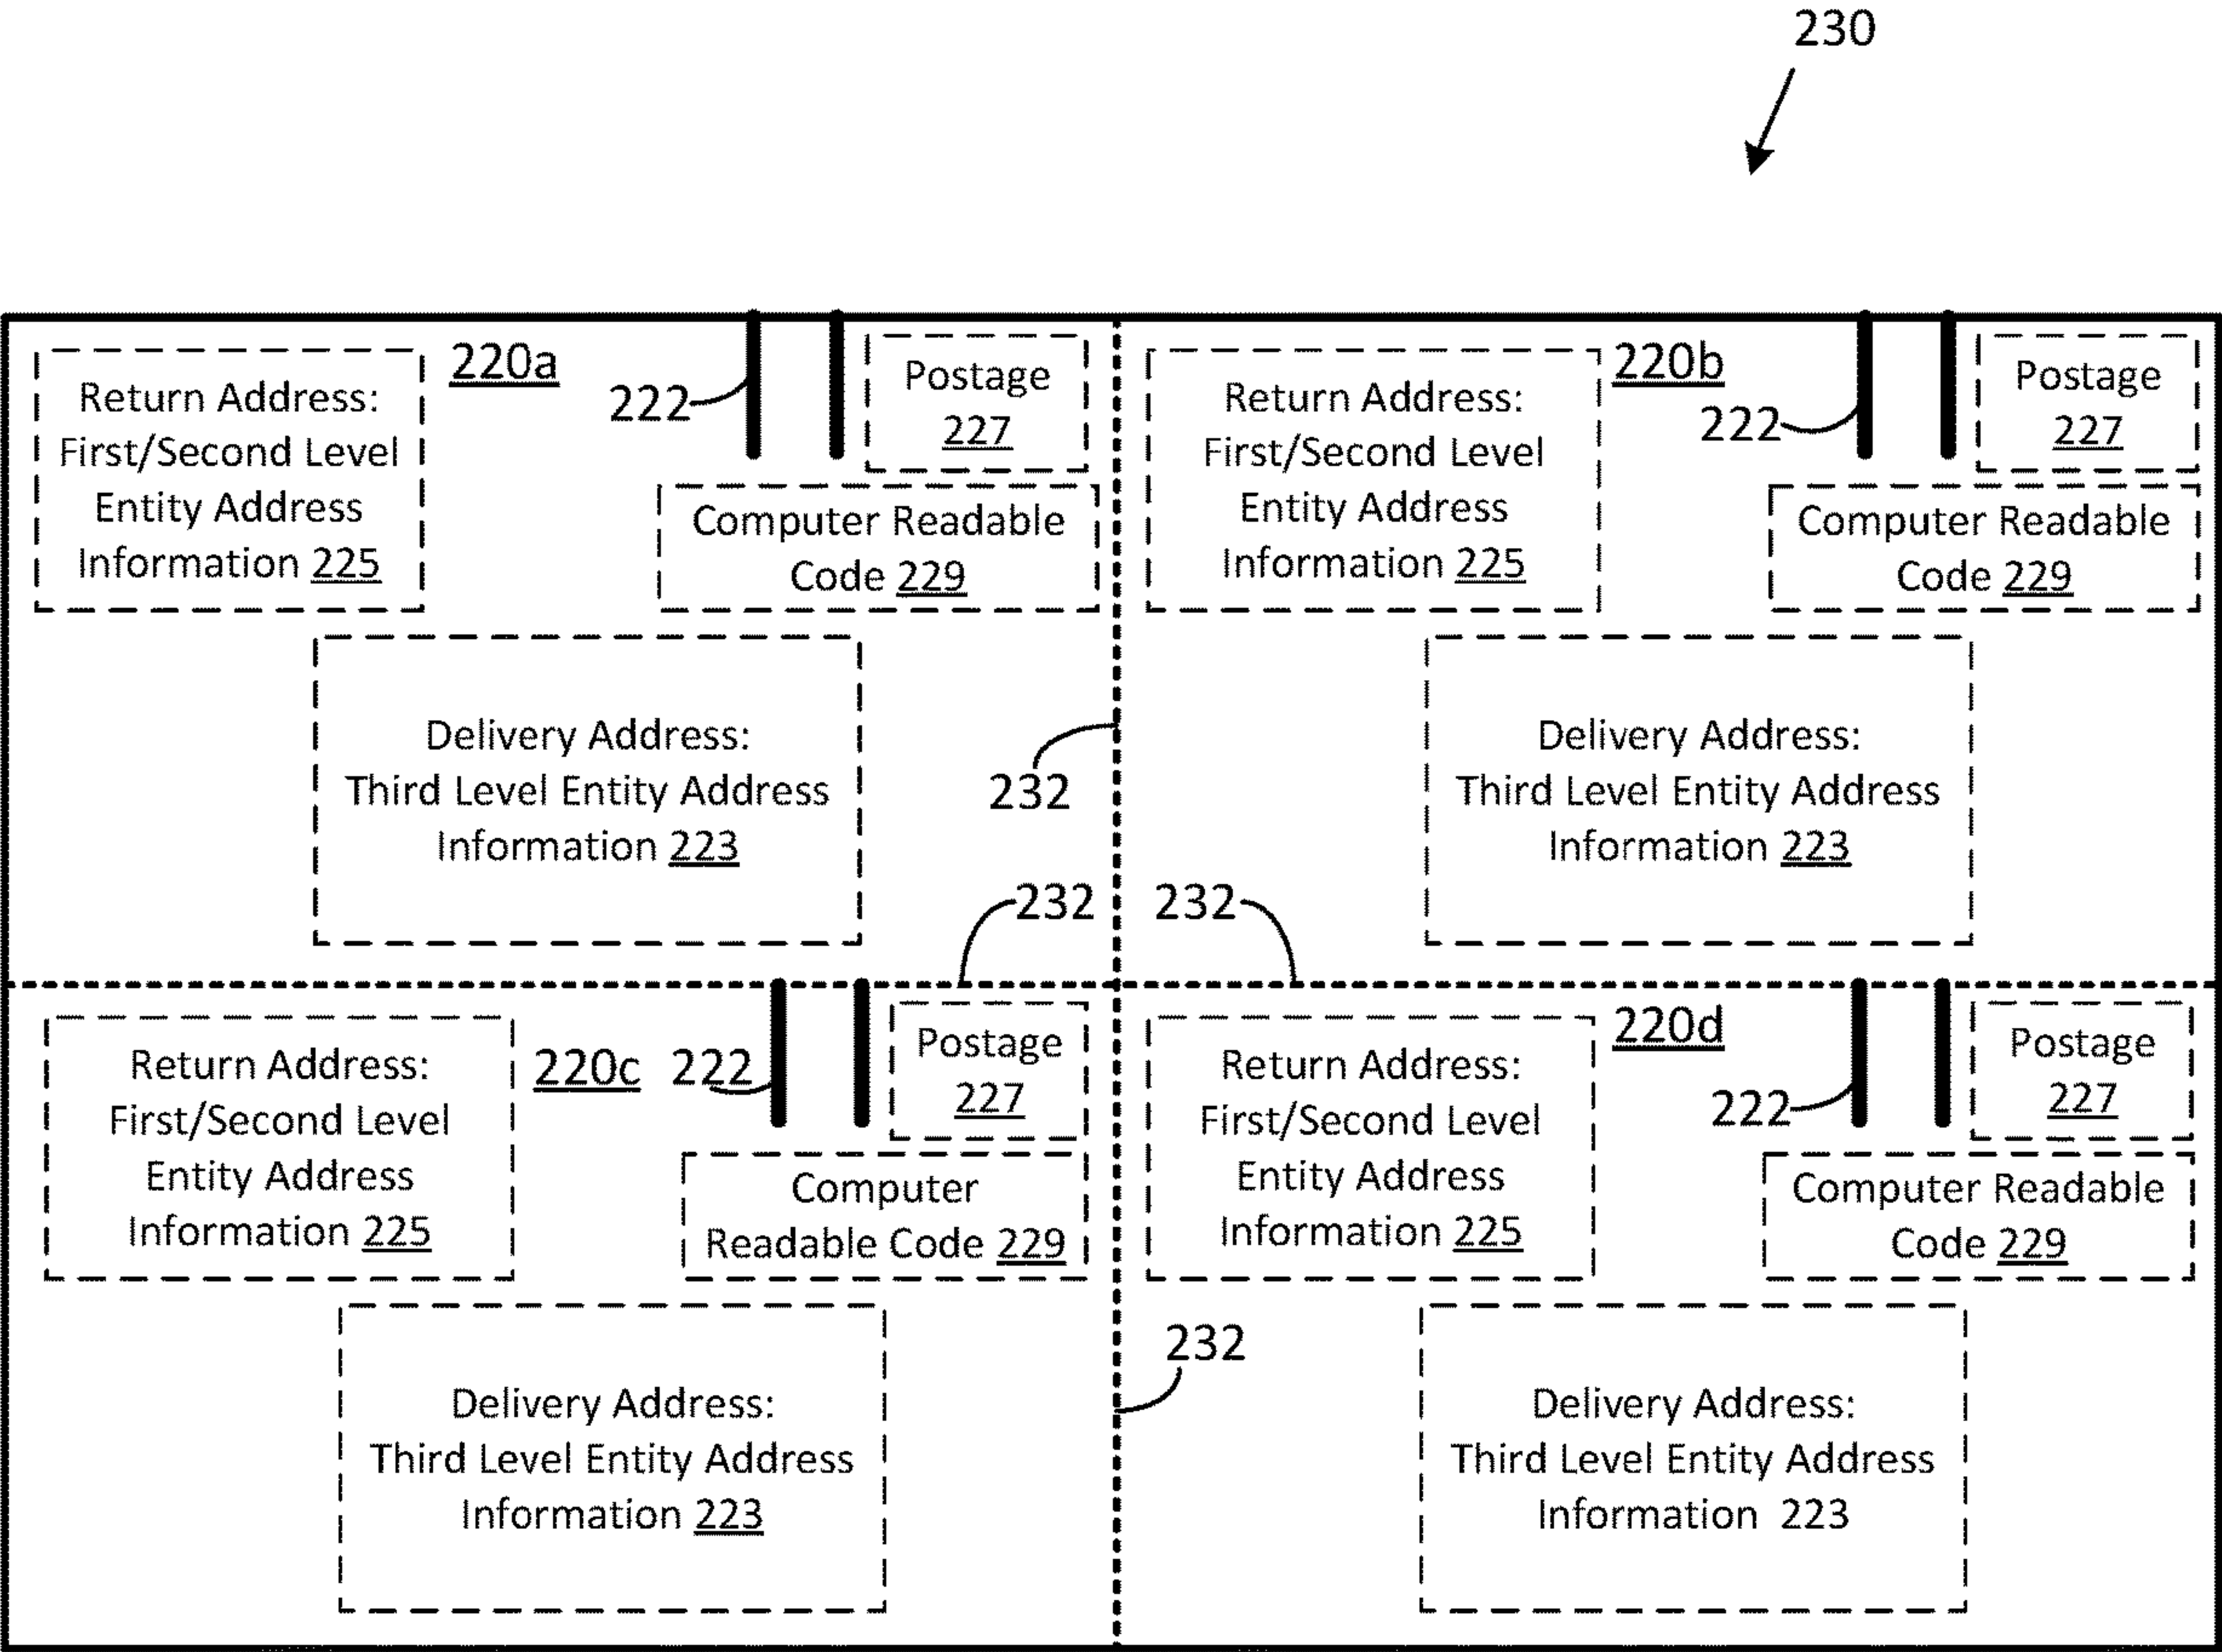 230
Return Address:
First/Second Level
Entity Address
Information 225
220a
222
Postage
227
Computer Readable
Code 229
Delivery Address:
Third Level Entity Address
Information 223
232
Return Address:
First/Second Level
Entity Address
Information 225
220b
222
Postage
227
Computer Readable
Code 229
Delivery Address:
Third Level Entity Address
Information 223
232
232
Return Address:
First/Second Level
Entity Address
Information 225
220c
222
Postage
227
Computer
Readable Code 229
Delivery Address:
Third Level Entity Address
Information 223
Return Address:
First/Second Level
Entity Address
Information 225
220d
222
Postage
227
Computer Readable
Code 229
232
Delivery Address:
Third Level Entity Address
Information 223